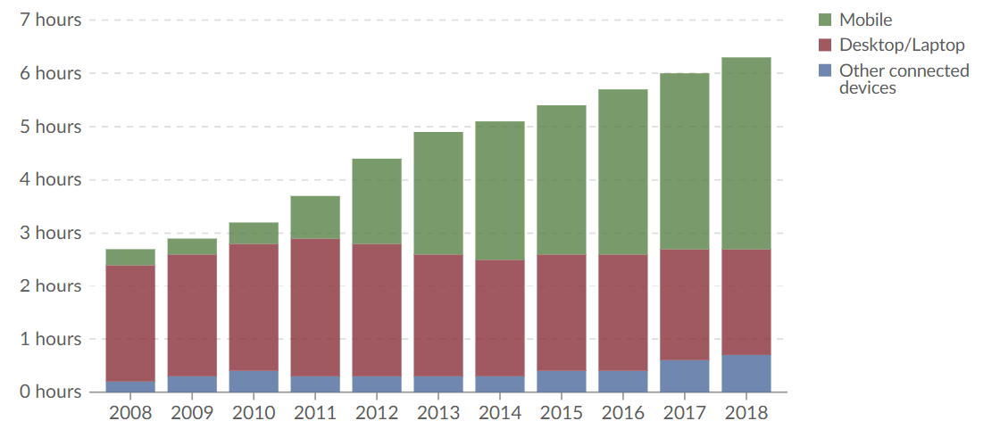 7 hours
6 hours
5 hours
4 hours
3 hours
2 hours
1 hours
0 hours
2008 2009 2010 2011 2012 2013 2014 2015 2016 2017 2018
Mobile
Desktop/Laptop
Other connected
devices